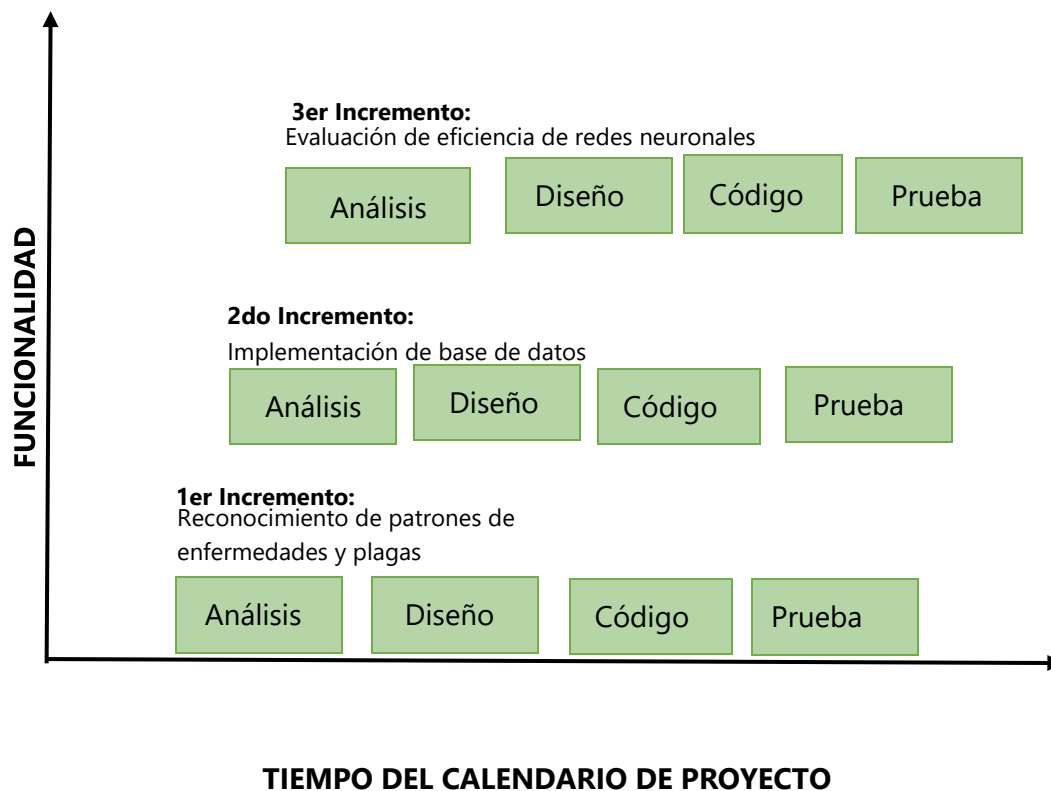 3er Incremento:
Evaluación de eficiencia de redes neuronales
Análisis
Diseño
Código
Prueba
FUNCIONALIDAD
2do Incremento:
Implementación de base de datos
Análisis
Diseño
Código
Prueba
1er Incremento:
Reconocimiento de patrones de
enfermedades y plagas
Análisis
Diseño
Código
Prueba
TIEMPO DEL CALENDARIO DE PROYECTO